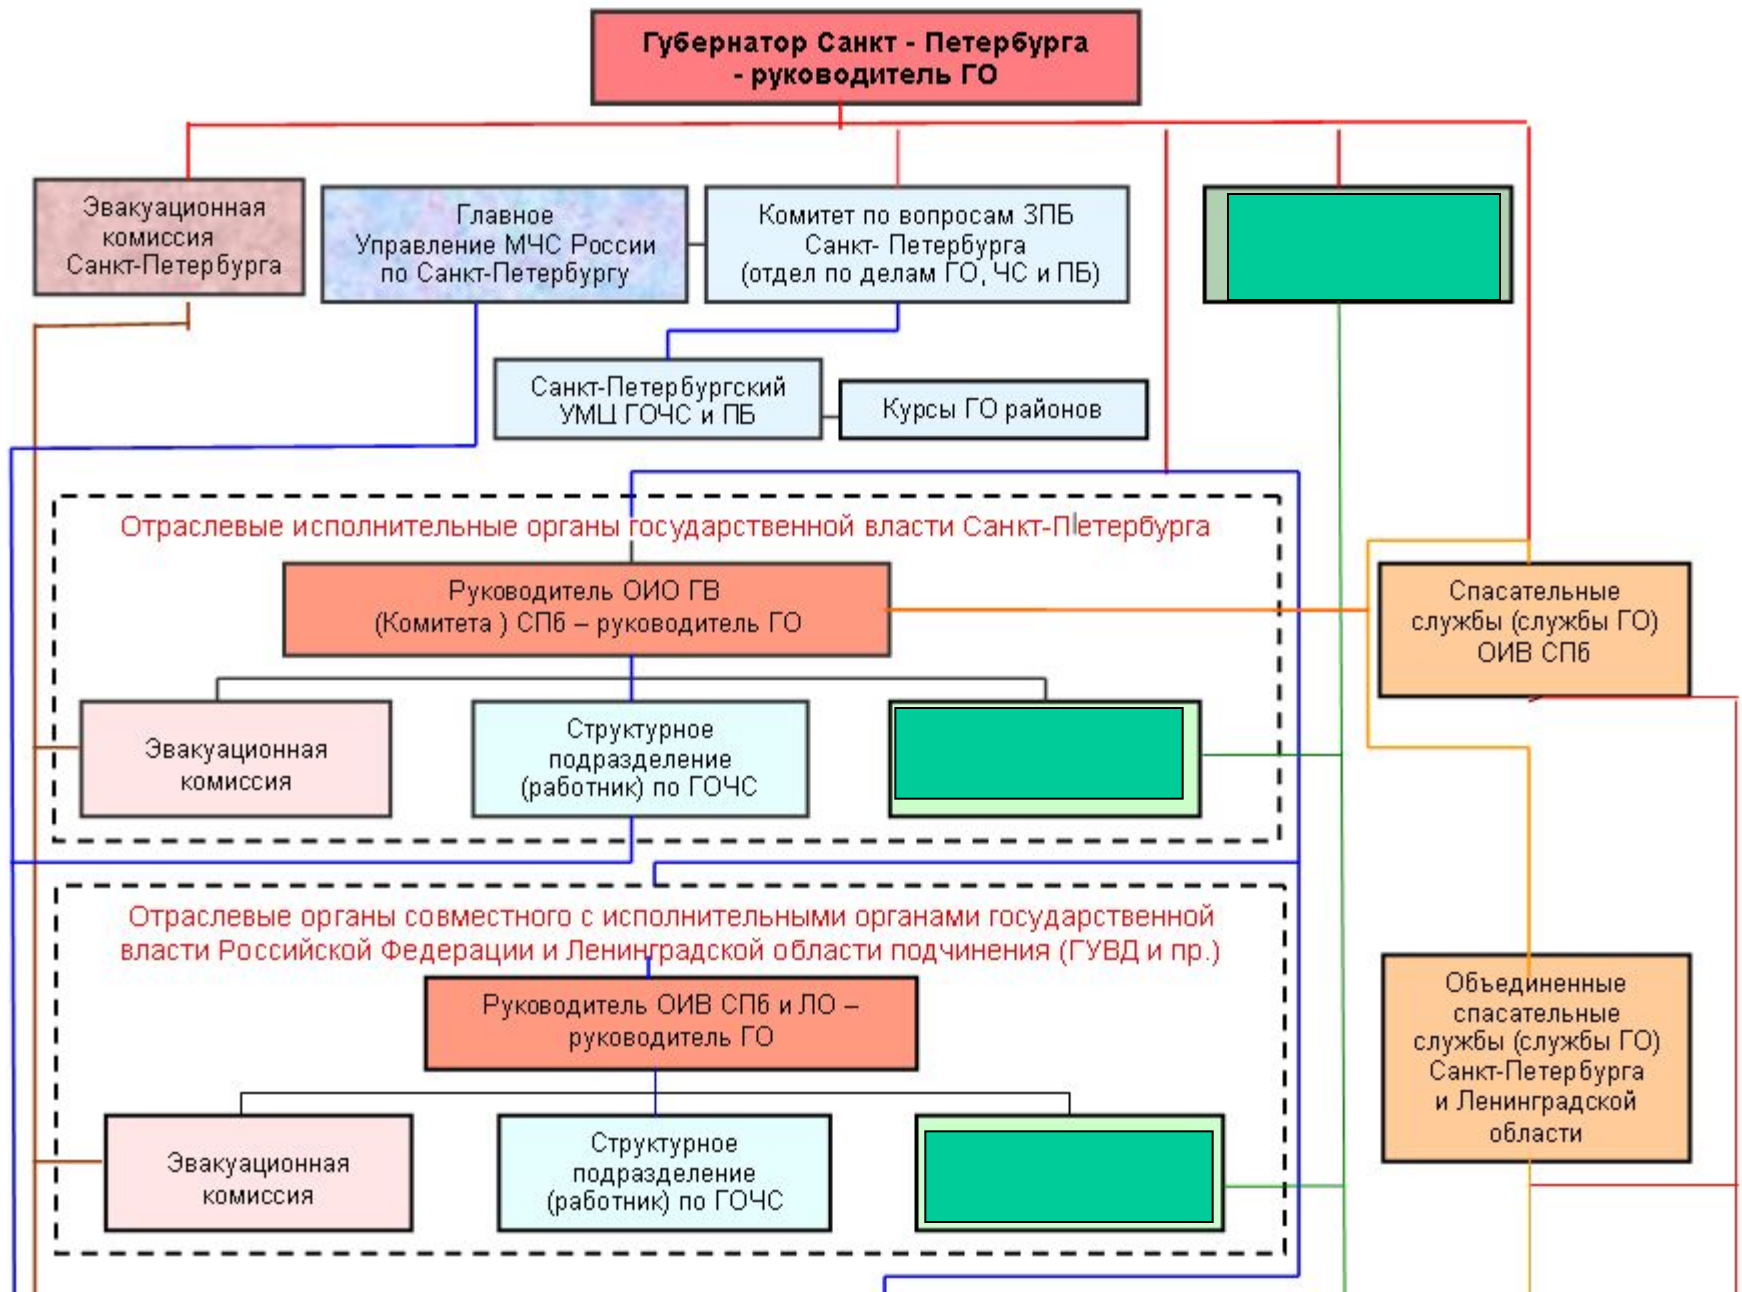 Губернатор Санкт - Петербурга
- руководитель ГО
Эвакуационная
комиссия
Санкт-Петербурга
Главное
Управление МЧС России
по Санкт-Петербургу
Комитет по вопросам ЗПБ
Санкт- Петербурга
(отдел по делам ГО, ЧС и ПБ)
Санкт-Петербургский
УМЦ ГОЧС и ПБ
Курсы ГО районов
Отраслевые исполнительные органы государственной власти Санкт-Петербурга
Руководитель ОИО ГВ
(Комитета ) СПб – руководитель ГО
Спасательные
службы (службы ГО)
ОИВ СПб
Эвакуационная
комиссия
Структурное
подразделение
(работник) по ГОЧС
Отраслевые органы совместного с исполнительными органами государственной
власти Российской Федерации и Ленинградской области подчинения (ГУВД и пр.)
Руководитель ОИВ СПб и ЛО –
руководитель ГО
Объединенные
спасательные
службы (службы ГО)
Санкт-Петербурга
и Ленинградской
области
Эвакуационная
комиссия
Структурное
подразделение
(работник) по ГОЧС